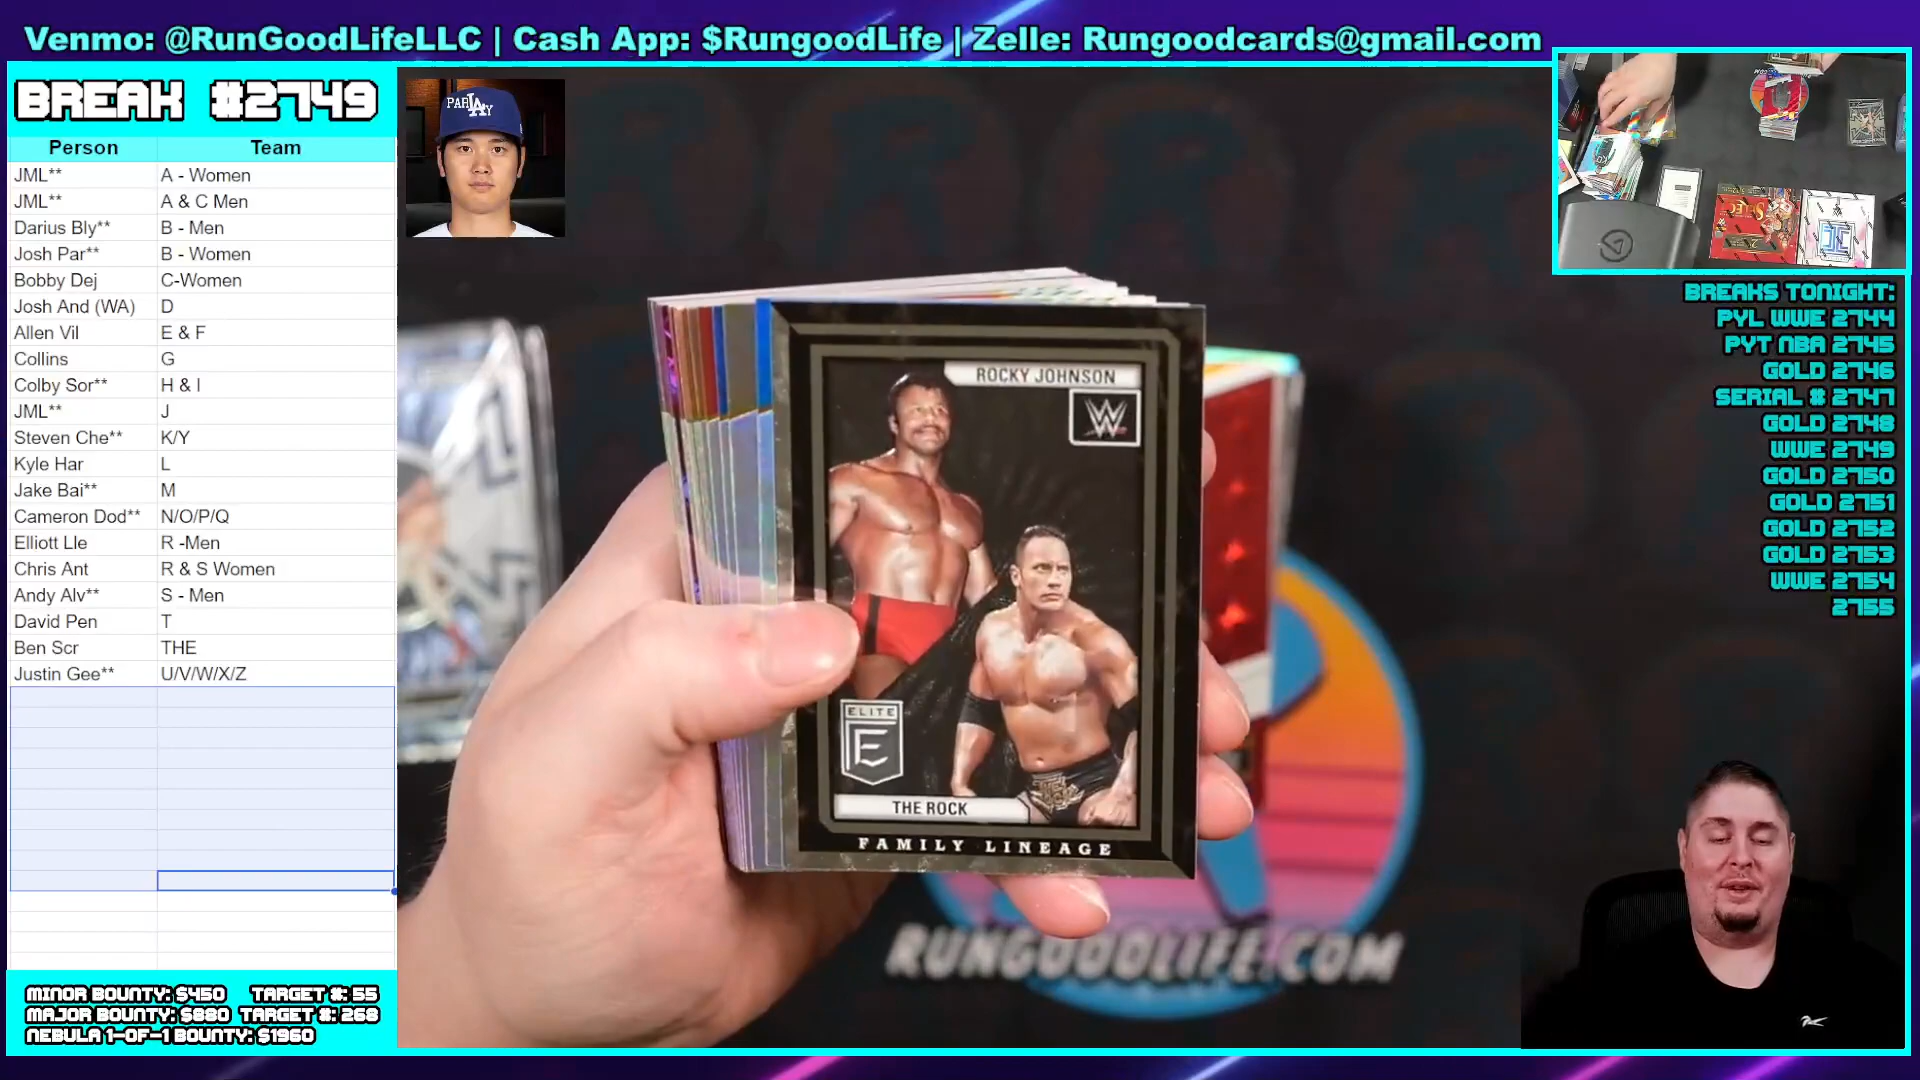 Venmo: @RunGoodLifeLLC | Cash App: $RungoodLife | Zelle: Rungoodcards@gmail.com
BREAK #2749
Person Team
JML** A - Women
JML** A & C Men
Darius Bly** B - Men
Josh Par** B - Women
Bobby Dej C-Women
Josh And (WA) D
Allen Vil E & F
Collins G
Colby Sor** H & I
JML** J
Steven Che** K/Y
Kyle Har L
Jake Bai** M
Cameron Dod** N/O/P/Q
Elliott Lle R -Men
Chris Ant R & S Women
Andy Alv** S - Men
David Pen T
Ben Scr THE
Justin Gee** U/V/W/X/Z
MINOR BOUNTY: $450 TARGET #: 55
MAJOR BOUNTY: $880 TARGET #: 268
NEBULA 1-OF-1 BOUNTY: $1960
PARLAY
ROCKY JOHNSON
W
ELITE
E
THE ROCK
FAMILY LINEAGE
RUNGOODLIFE.COM
BREAKS TONIGHT:
PYL WWE 2744
PYT NBA 2745
GOLD 2746
SERIAL # 2747
GOLD 2748
WWE 2749
GOLD 2750
GOLD 2751
GOLD 2752
GOLD 2753
WWE 2754
2755